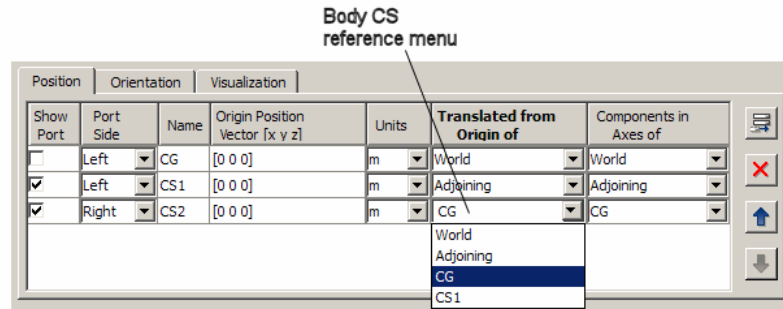 Body CS
reference menu
Position Orientation Visualization
Show Port Port Side Name Origin Position Vector [x y z] Units Translated from Origin of Components in Axes of
Left CG [0 0 0] m World World
Left CS1 [0 0 0] m Adjoining Adjoining
Right CS2 [0 0 0] m CG CG
World
Adjoining
CG
CS1